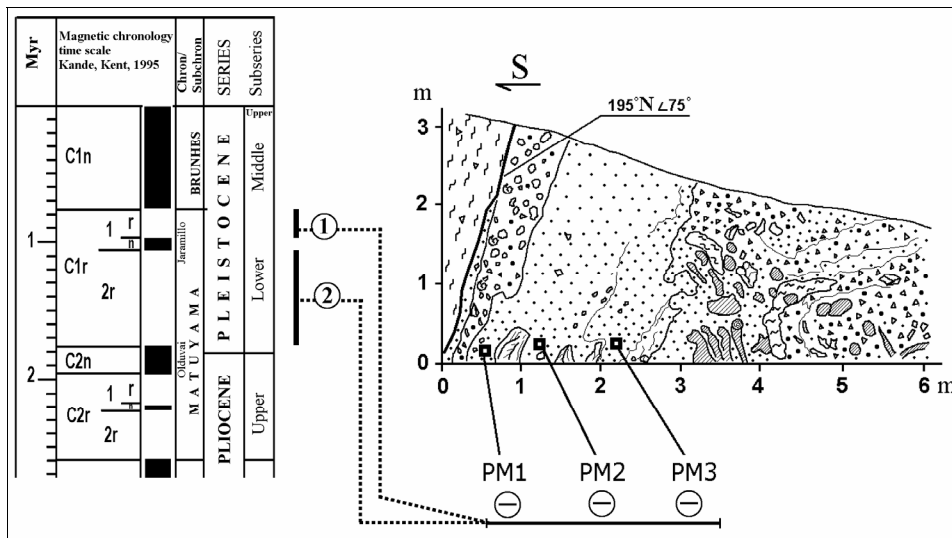 Myr
Magnetic chronology
time scale
Kande, Kent, 1995
Chron/
Subchron
SERIES
Subseries
C1n
BRUNHES
PLEISTOCENE
Upper
Middle
1
1 r
n
C1r
2r
Jaramillo
MATUYAMA
Lower
C2n
Olduvai
2
1 r
n
C2r
2r
PLIOCENE
Upper
1
2
S
m
195°N ∠75°
3
2
1
0
0 1 2 3 4 5 6 m
PM1 PM2 PM3
− − −